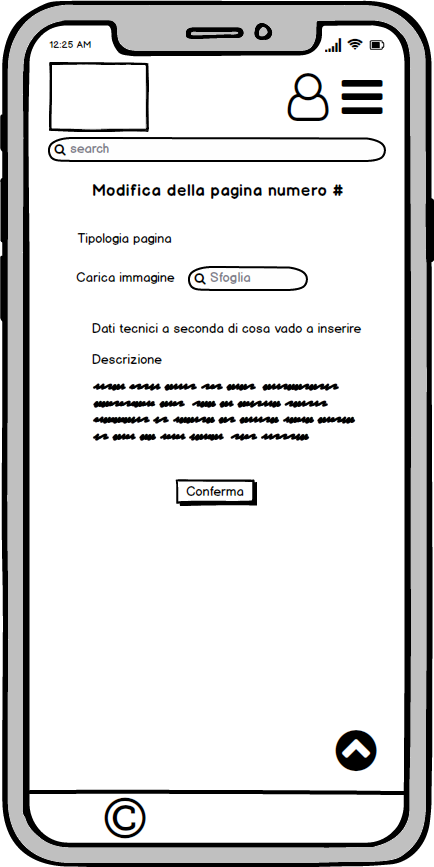 12:25 AM
search
Modifica della pagina numero #
Tipologia pagina
Carica immagine
Sfoglia
Dati tecnici a seconda di cosa vado a inserire
Descrizione
Conferma
©